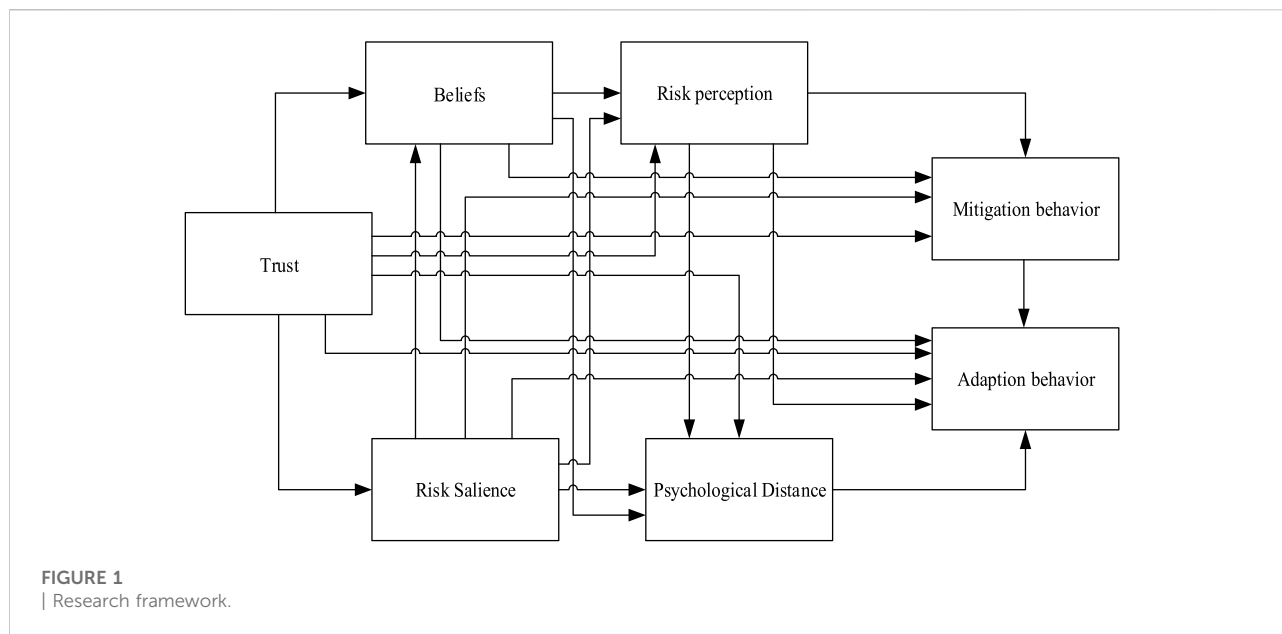 Beliefs
Risk perception
Mitigation behavior
Trust
Adaption behavior
Risk Salience
Psychological Distance
FIGURE 1
| Research framework.